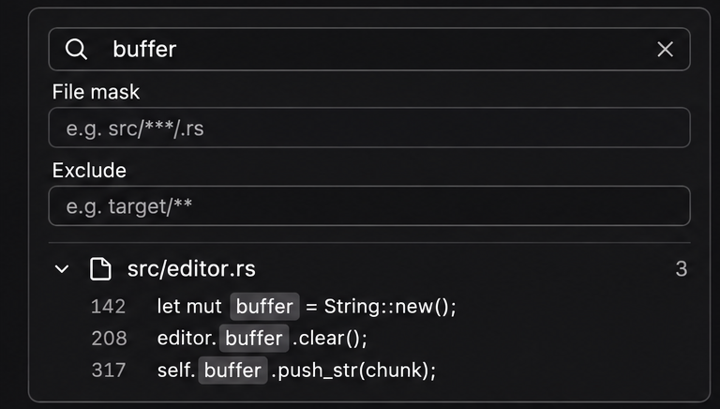 buffer
File mask
e.g. src/***/.rs
Exclude
e.g. target/**
src/editor.rs 3
142 let mut buffer = String::new();
208 editor.buffer.clear();
317 self.buffer.push_str(chunk);